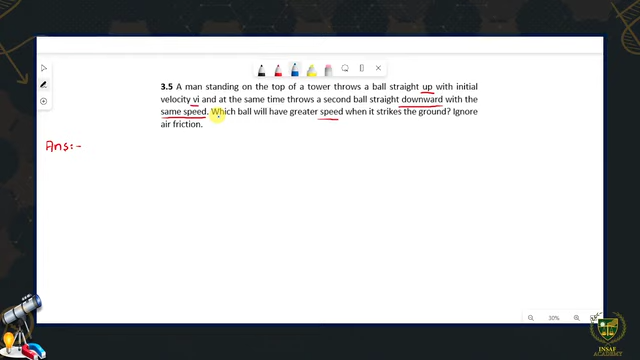 3.5 A man standing on the top of a tower throws a ball straight up with initial
velocity vi and at the same time throws a second ball straight downward with the
same speed. Which ball will have greater speed when it strikes the ground? Ignore
air friction.
Ans:-
30%
INSAF
ACADEMY